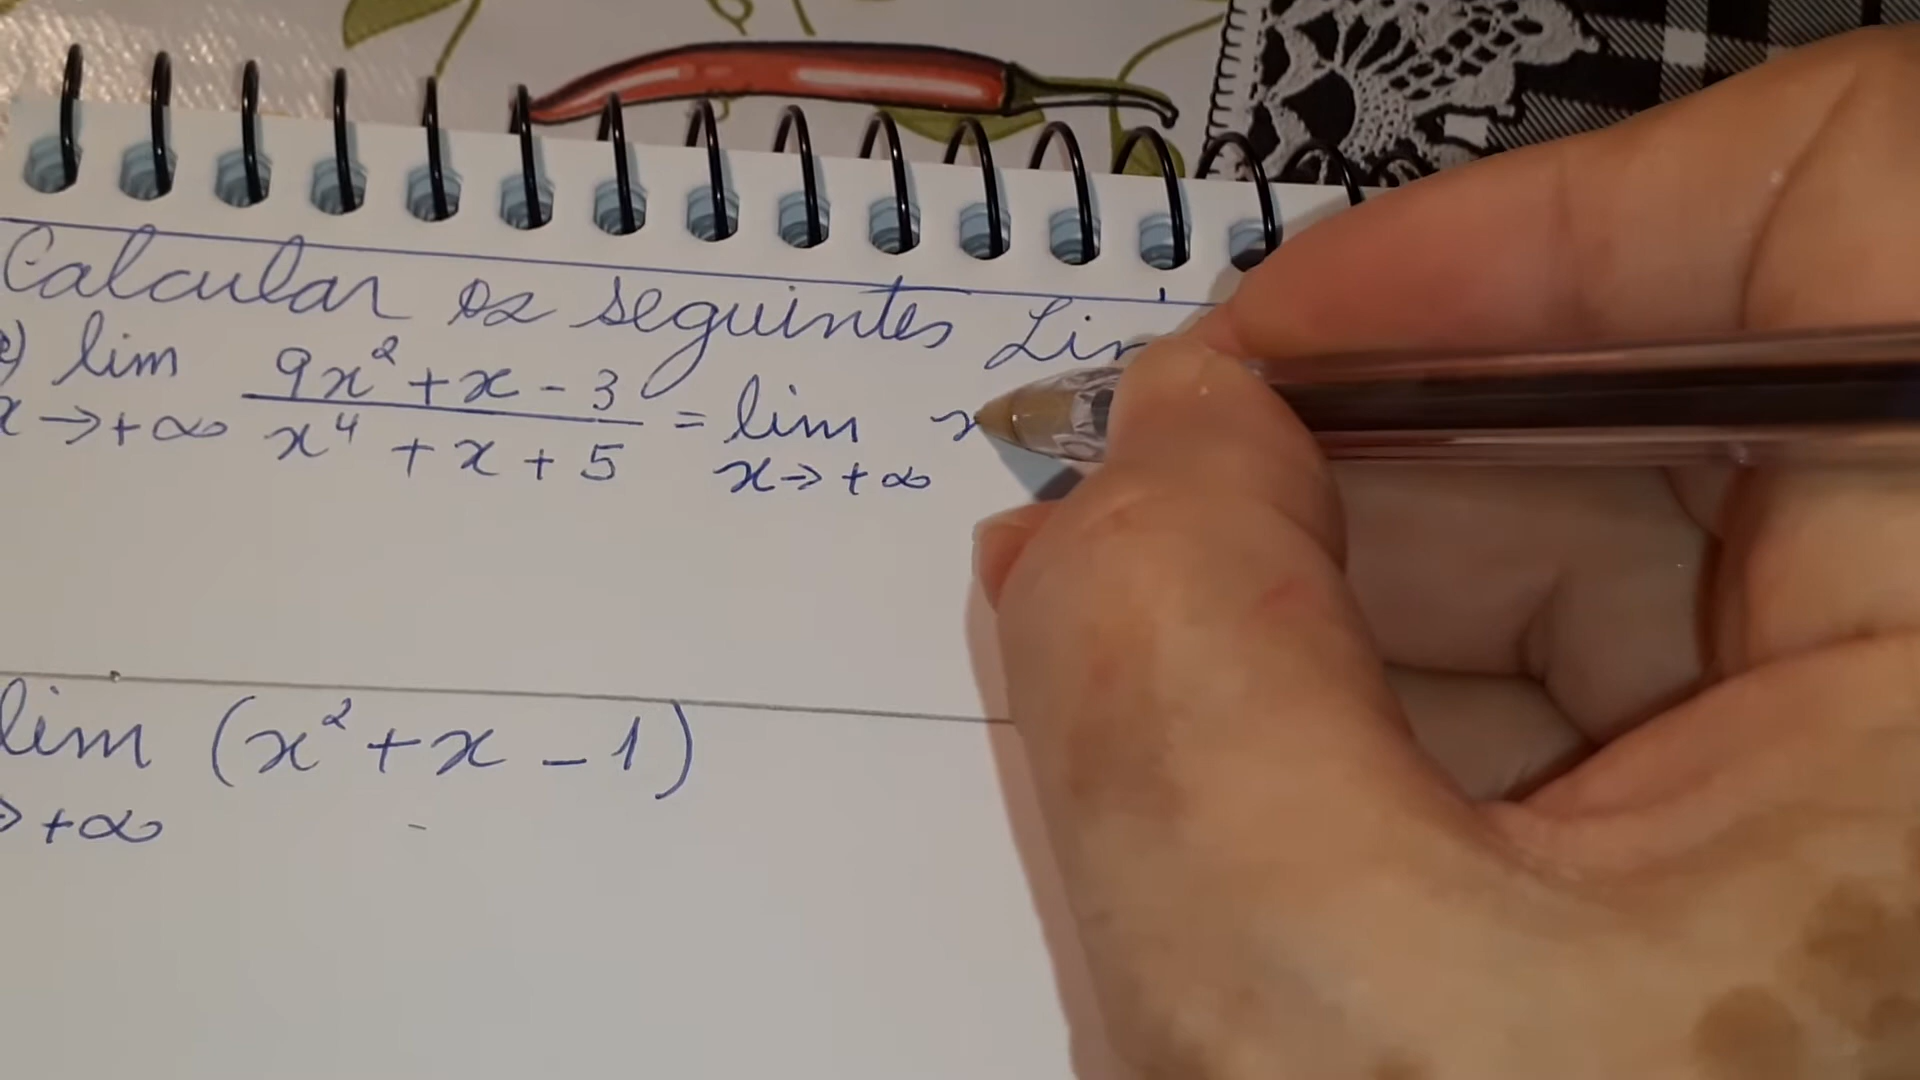 Calcular os seguintes
) lim 9x² + x - 3 = lim x
x → +∞ x⁴ + x + 5 x → +∞
lim (x² + x - 1)
→ +∞